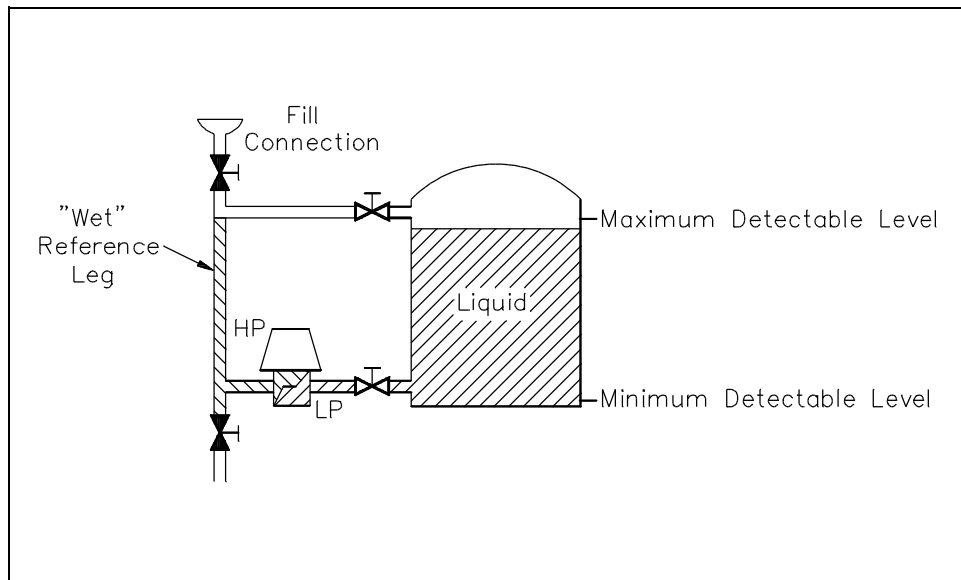 Fill
Connection
"Wet"
Reference
Leg
Maximum Detectable Level
Liquid
HP
LP
Minimum Detectable Level